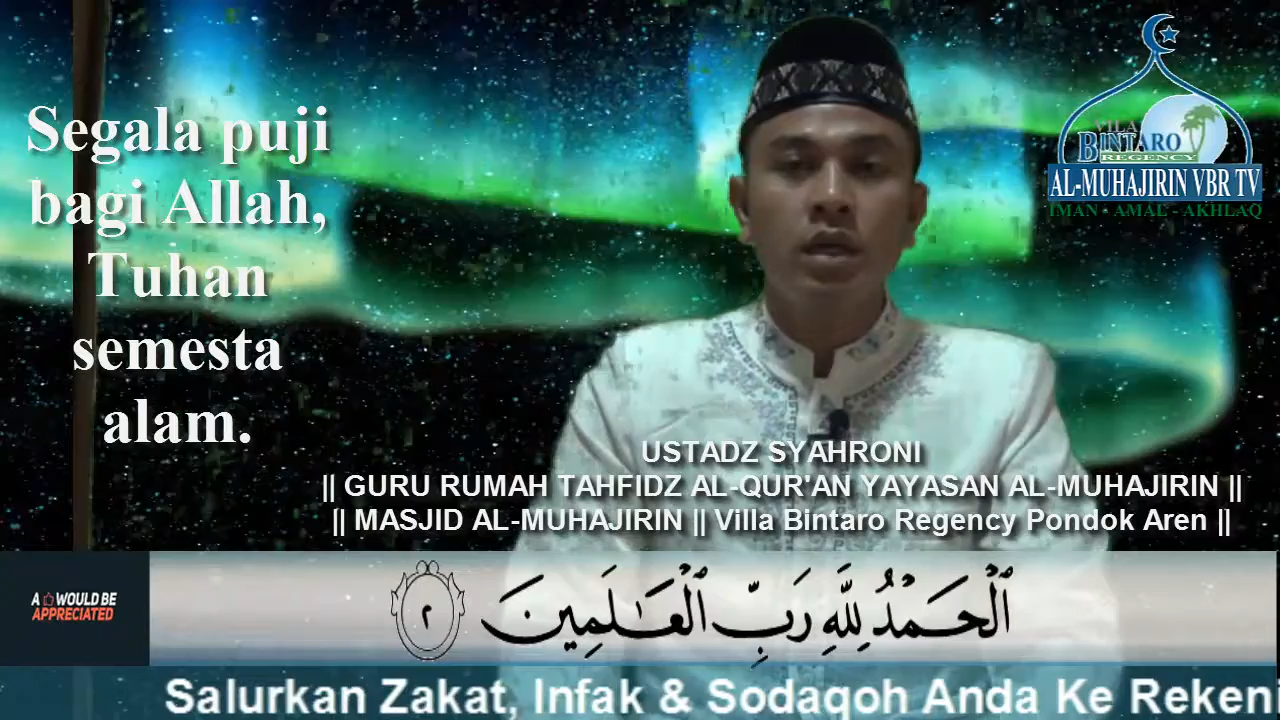 Segala puji
bagi Allah,
Tuhan
semesta
alam.
VILA
BINTARO
REGENCY
AL-MUHAJIRIN VBR TV
IMAN - AMAL - AKHLAQ
USTADZ SYAHRONI
|| GURU RUMAH TAHFIDZ AL-QUR'AN YAYASAN AL-MUHAJIRIN ||
|| MASJID AL-MUHAJIRIN || Villa Bintaro Regency Pondok Aren ||
A WOULD BE
APPRECIATED
ٱلْحَمْدُ لِلَّهِ رَبِّ ٱلْعَـٰلَمِينَ ٢
Salurkan Zakat, Infak & Sodaqoh Anda Ke Rekeni